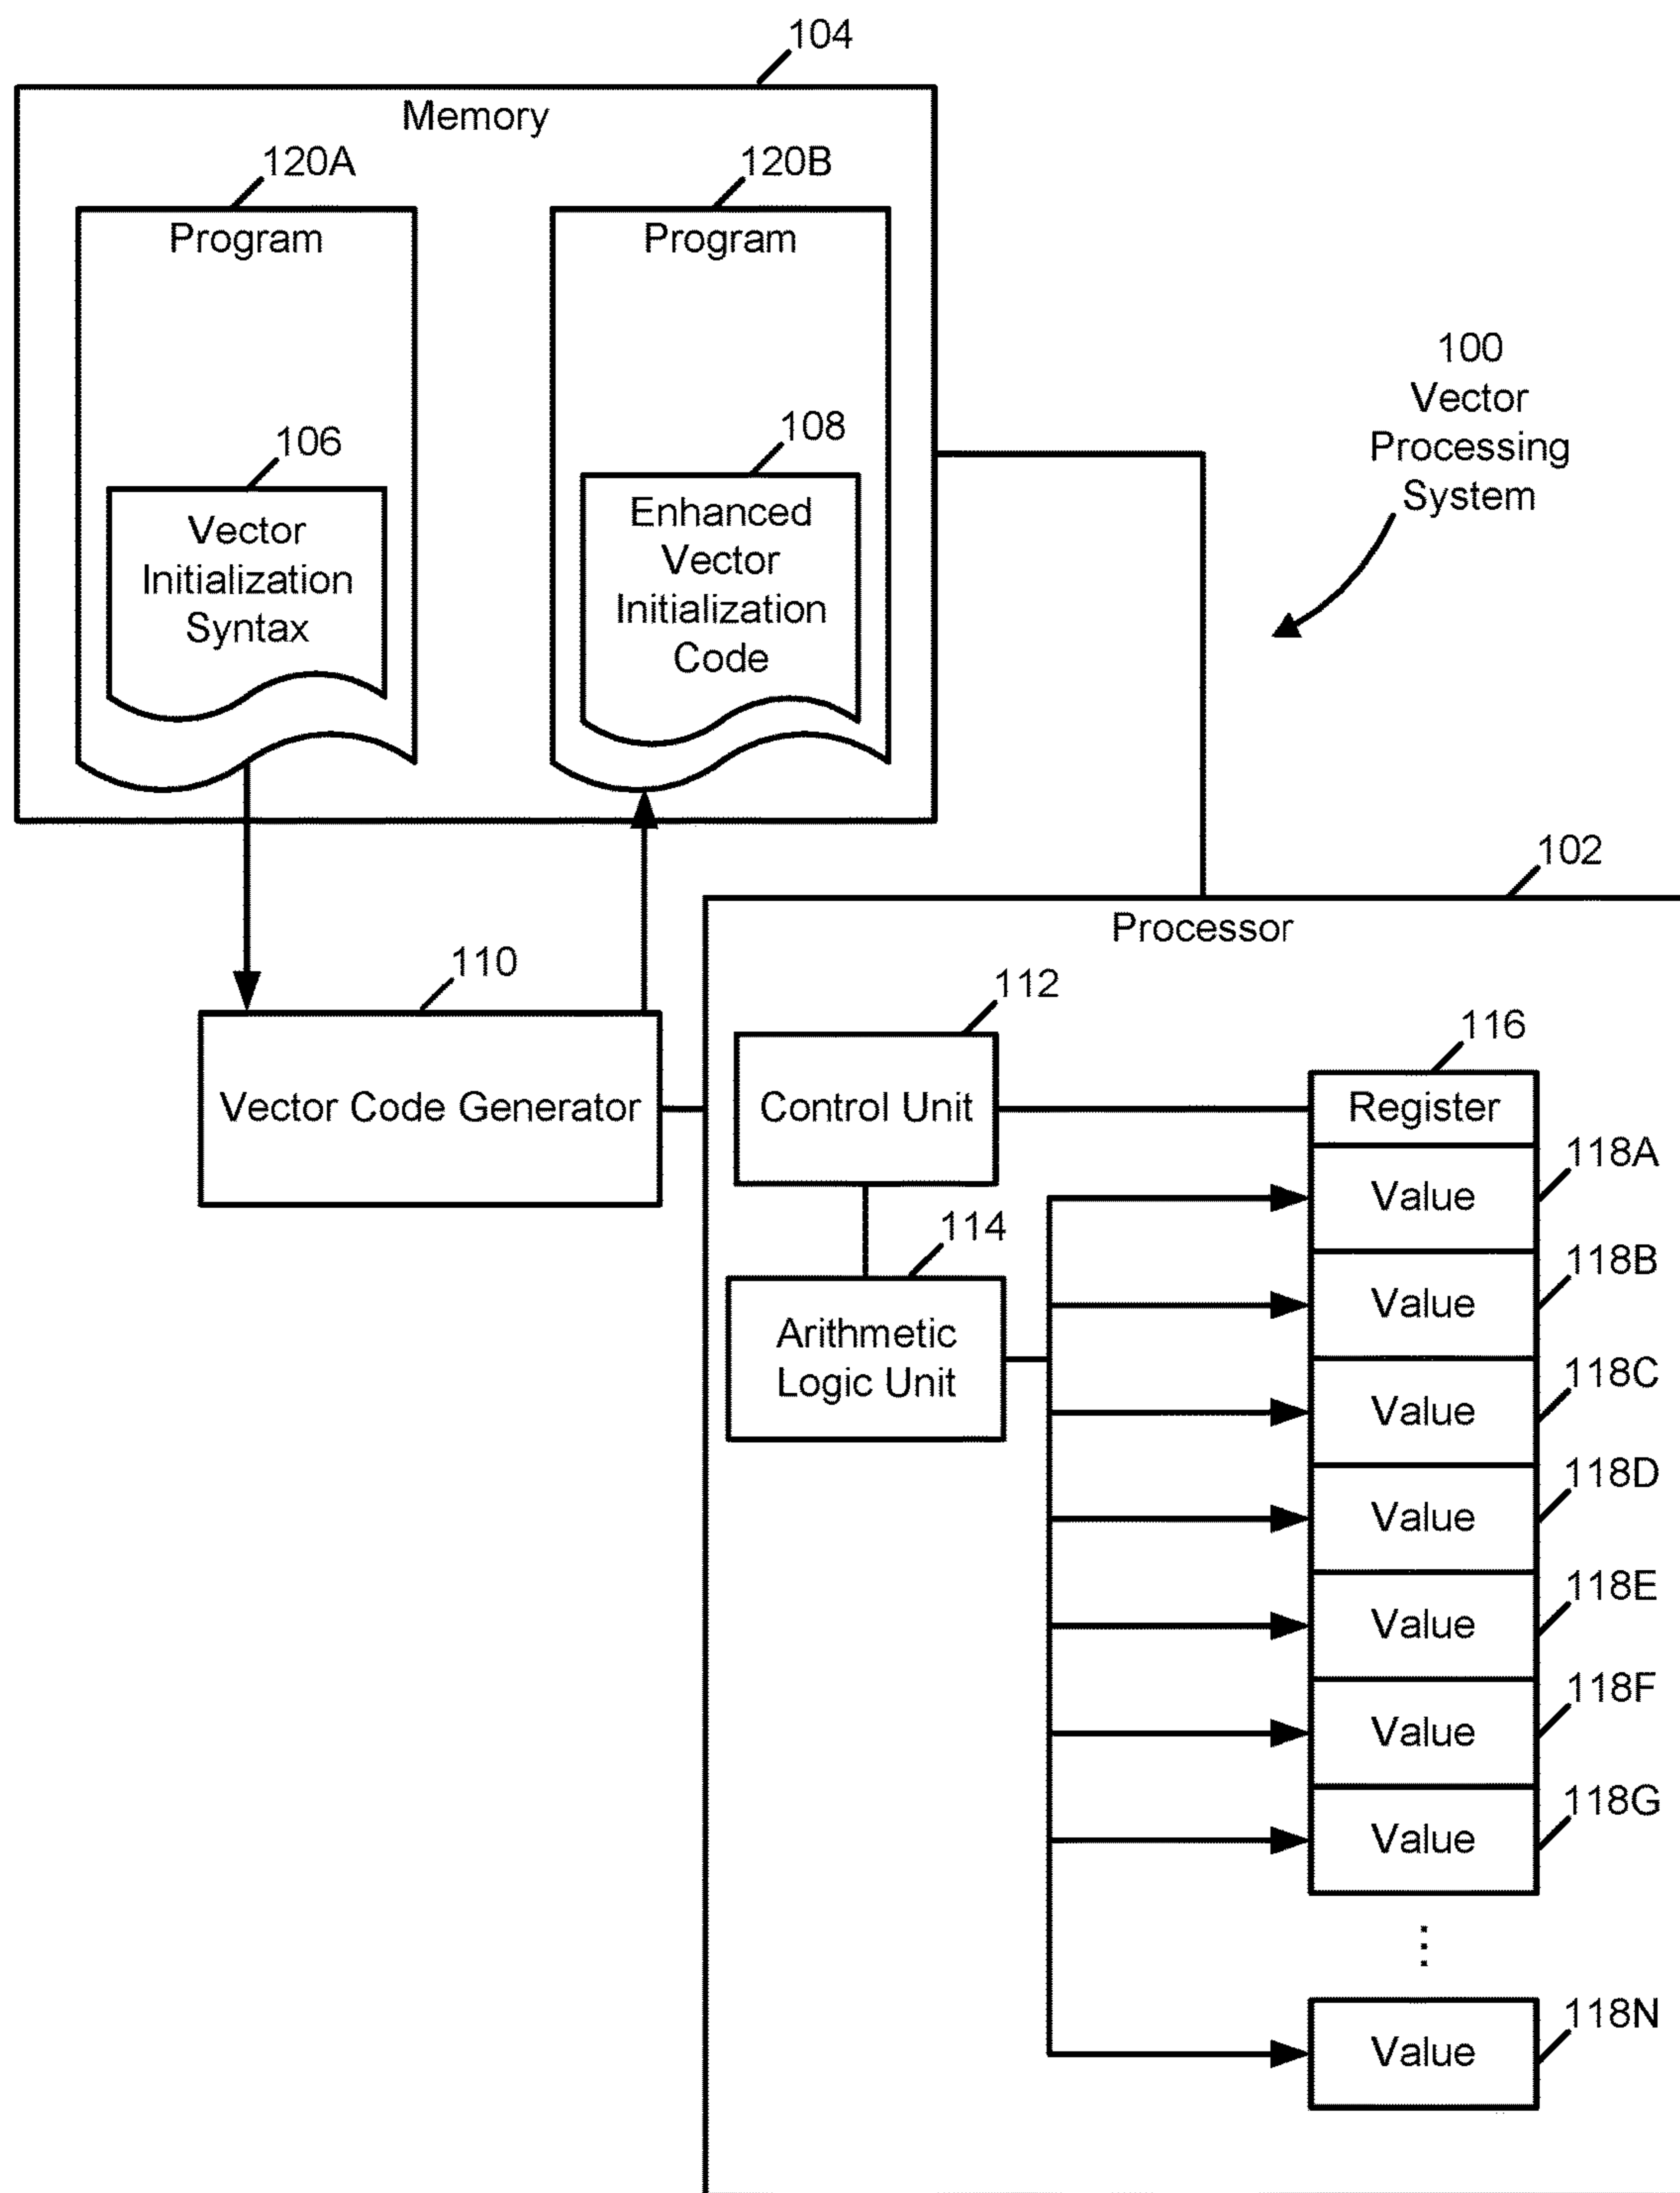 104
Memory
120A
120B
Program
Program
106
108
Vector
Initialization
Syntax
Enhanced
Vector
Initialization
Code
100
Vector
Processing
System
102
Processor
110
Vector Code Generator
112
Control Unit
114
Arithmetic
Logic Unit
116
Register
118A
Value
118B
Value
118C
Value
118D
Value
118E
Value
118F
Value
118G
Value
⋮
118N
Value